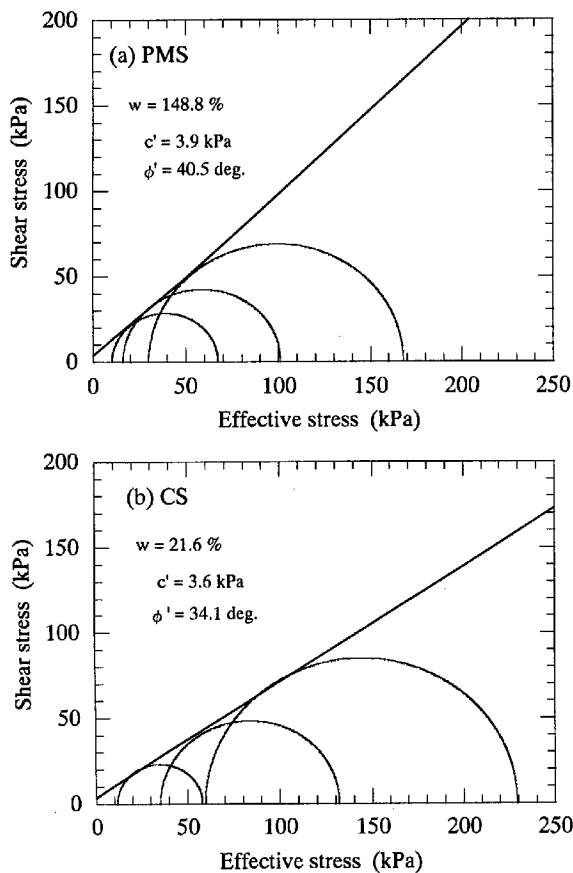 200
(a) PMS
w = 148.8 %
150
c' = 3.9 kPa
ϕ' = 40.5 deg.
100
50
0
Shear stress (kPa)
0 50 100 150 200 250
Effective stress (kPa)
200
(b) CS
w = 21.6 %
150
c' = 3.6 kPa
ϕ' = 34.1 deg.
100
50
0
Shear stress (kPa)
0 50 100 150 200 250
Effective stress (kPa)